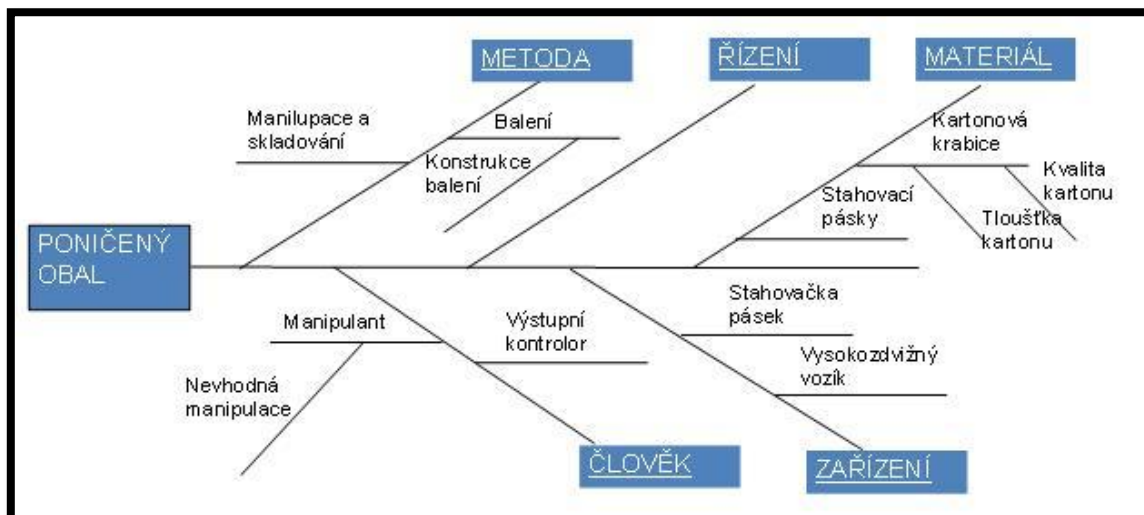 METODA
ŘÍZENÍ
MATERIÁL
Manilupace a
skladování
Balení
Konstrukce
balení
Kartonová
krabice
Kvalita
kartonu
Stahovací
pásky
Tloušťka
kartonu
PONIČENÝ
OBAL
Manipulant
Výstupní
kontrolor
Stahovačka
pásek
Nevhodná
manipulace
Vysokozdvižný
vozík
ČLOVĚK
ZAŘÍZENÍ